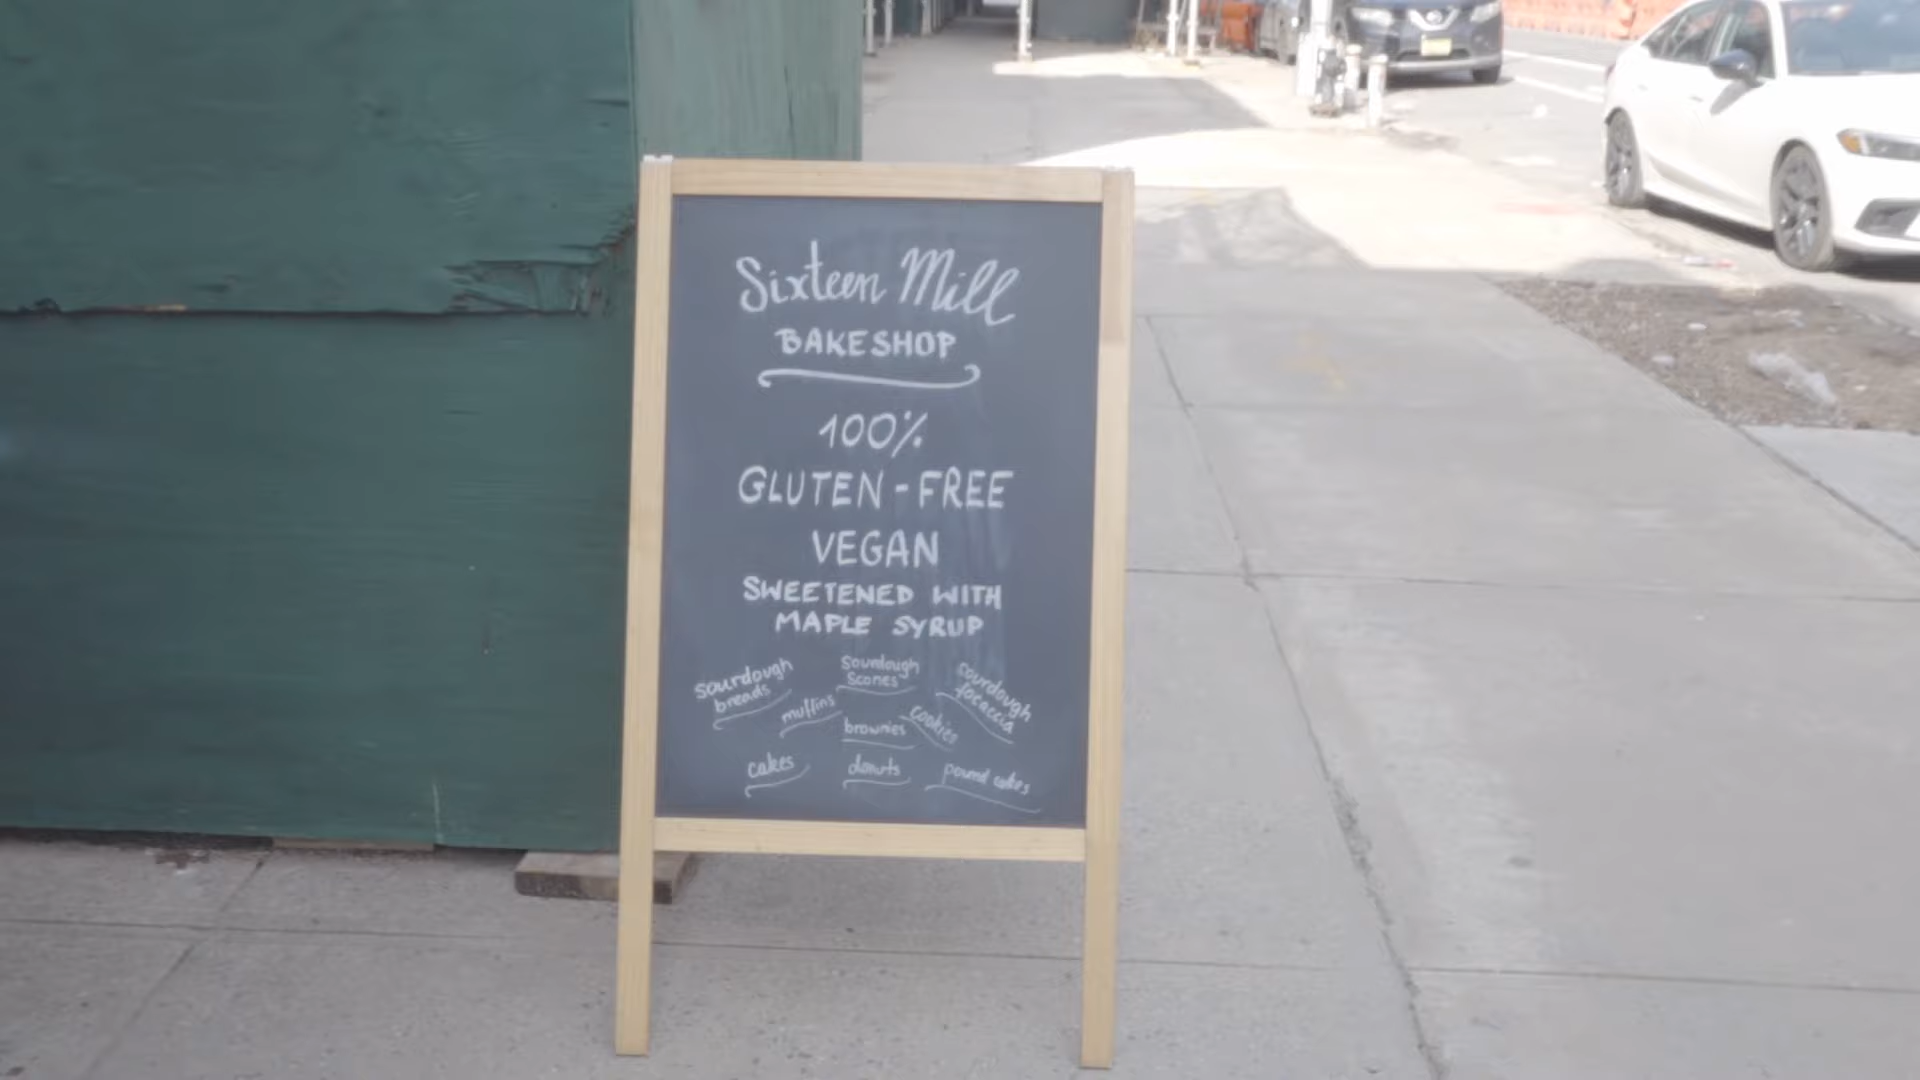 Sixteen Mill
BAKESHOP
100%
GLUTEN-FREE
VEGAN
SWEETENED WITH
MAPLE SYRUP
sourdough
breads
sourdough
scones
sourdough
focaccia
muffins
brownies
cookies
cakes
donuts
pound cakes